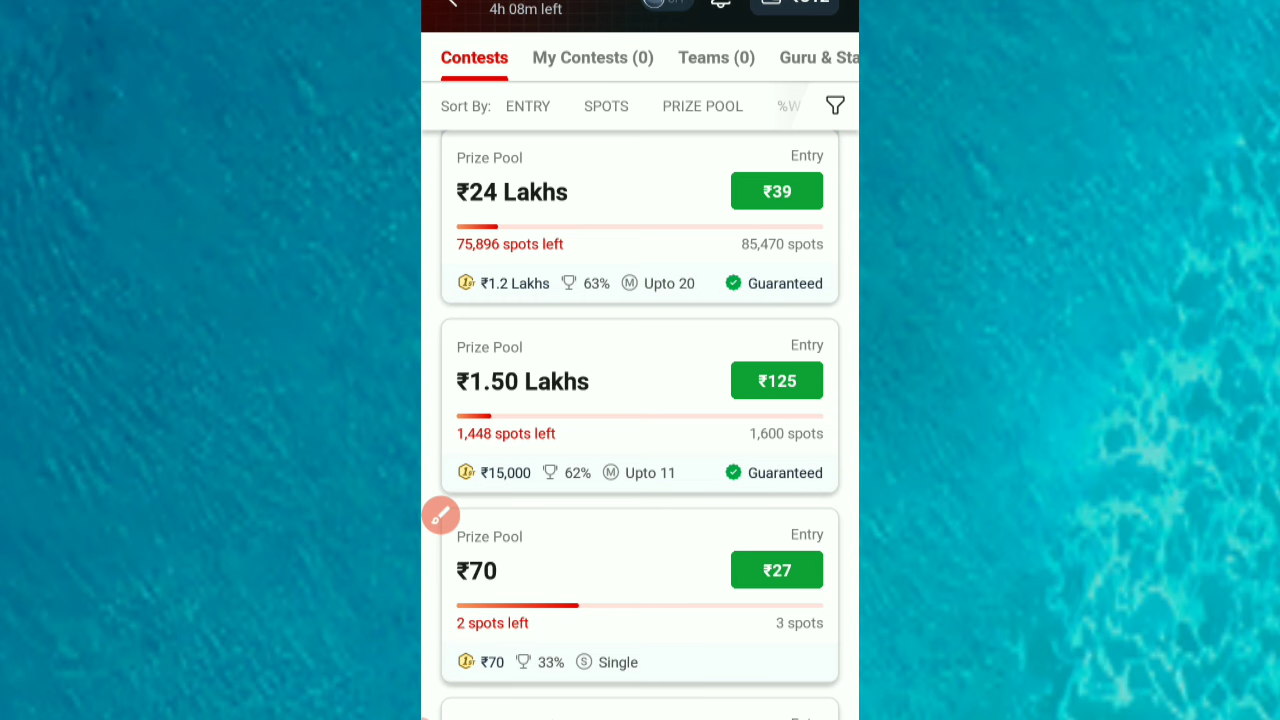 4h 08m left
Contests My Contests (0) Teams (0) Guru & Sta
Sort By: ENTRY SPOTS PRIZE POOL %W
Prize Pool Entry
₹24 Lakhs ₹39
75,896 spots left 85,470 spots
1st ₹1.2 Lakhs 63% M Upto 20 Guaranteed
Prize Pool Entry
₹1.50 Lakhs ₹125
1,448 spots left 1,600 spots
1st ₹15,000 62% M Upto 11 Guaranteed
Prize Pool Entry
₹70 ₹27
2 spots left 3 spots
1st ₹70 33% S Single